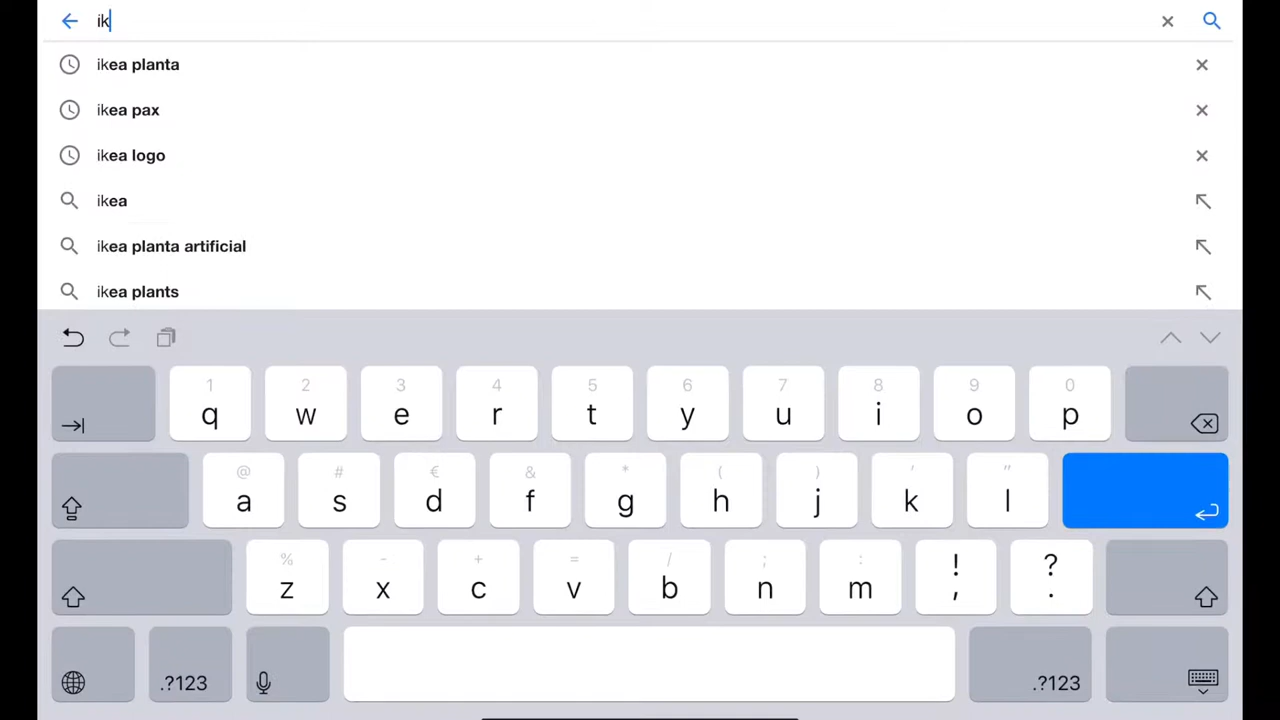 ik
ikea planta
ikea pax
ikea logo
ikea
ikea planta artificial
ikea plants
1 2 3 4 5 6 7 8 9 0
q w e r t y u i o p
@ # € & * ( ) ' "
a s d f g h j k l
% - + = / ; : ! ?
z x c v b n m , .
.?123 .?123